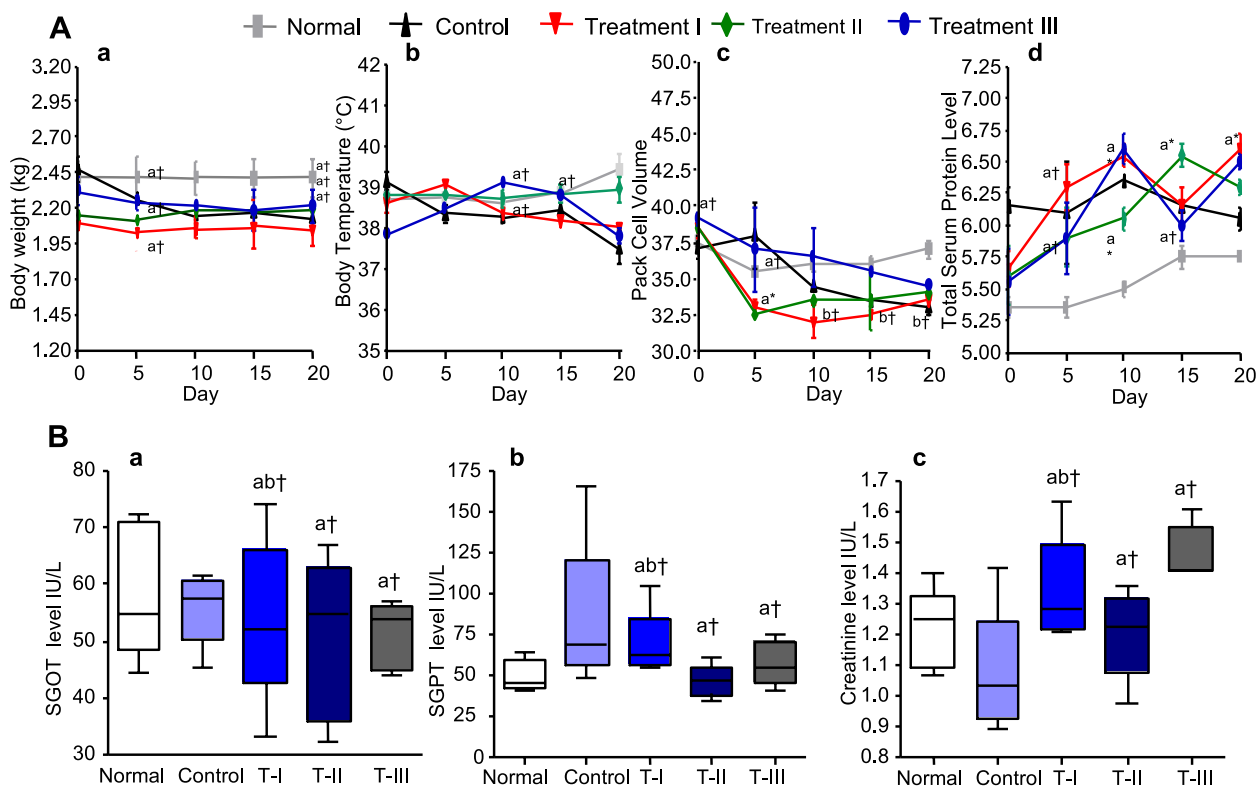 Normal Control Treatment I Treatment II Treatment III
A
a
Body weight (kg)
3.20
2.95
2.70
2.45
2.20
1.95
1.70
1.45
1.20
a†
a†
a†
a†
a†
a†
0 5 10 15 20
Day
b
Body Temperature (°C)
42
41
40
39
38
37
36
35
a†
a†
0 5 10 15 20
Day
c
Pack Cell Volume
50.0
47.5
45.0
42.5
40.0
37.5
35.0
32.5
30.0
a†
a†
a*
b†
b†
b†
0 5 10 15 20
Day
d
Total Serum Protein Level
7.25
7.00
6.75
6.50
6.25
6.00
5.75
5.50
5.25
5.00
a†
a
*
a*
a*
a†
a
*
a†
0 5 10 15 20
Day
B
a
SGOT level IU/L
80
70
60
50
40
30
ab†
a†
a†
Normal Control T-I T-II T-III
b
SGPT level IU/L
175
150
125
100
75
50
25
0
ab†
a†
a†
Normal Control T-I T-II T-III
c
Creatinine level IU/L
1.7
1.6
1.5
1.4
1.3
1.2
1.1
1.0
0.9
0.8
ab†
a†
a†
Normal Control T-I T-II T-III